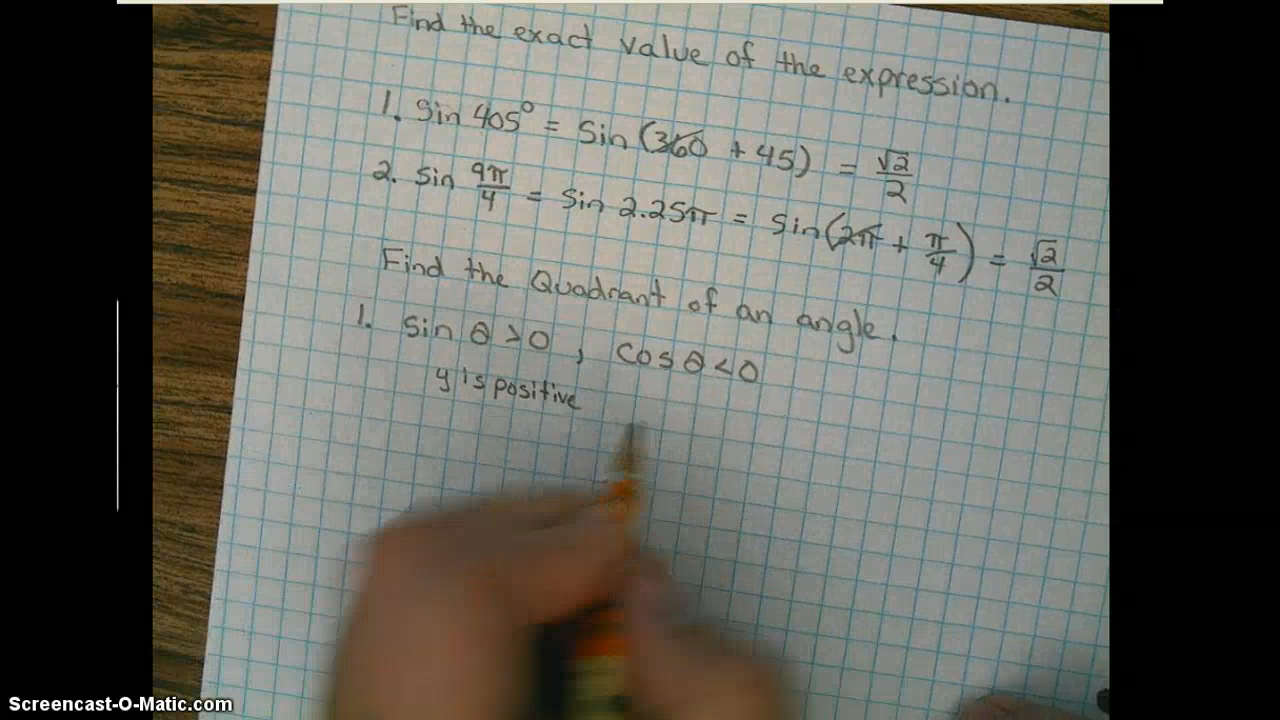 Find the exact value of the expression.
1. Sin 405° = Sin (360 + 45) = √2/2
2. Sin 9π/4 = Sin 2.25π = Sin(2π + π/4) = √2/2
Find the Quadrant of an angle.
1. Sin θ > 0 , Cos θ < 0
y is positive
Screencast-O-Matic.com